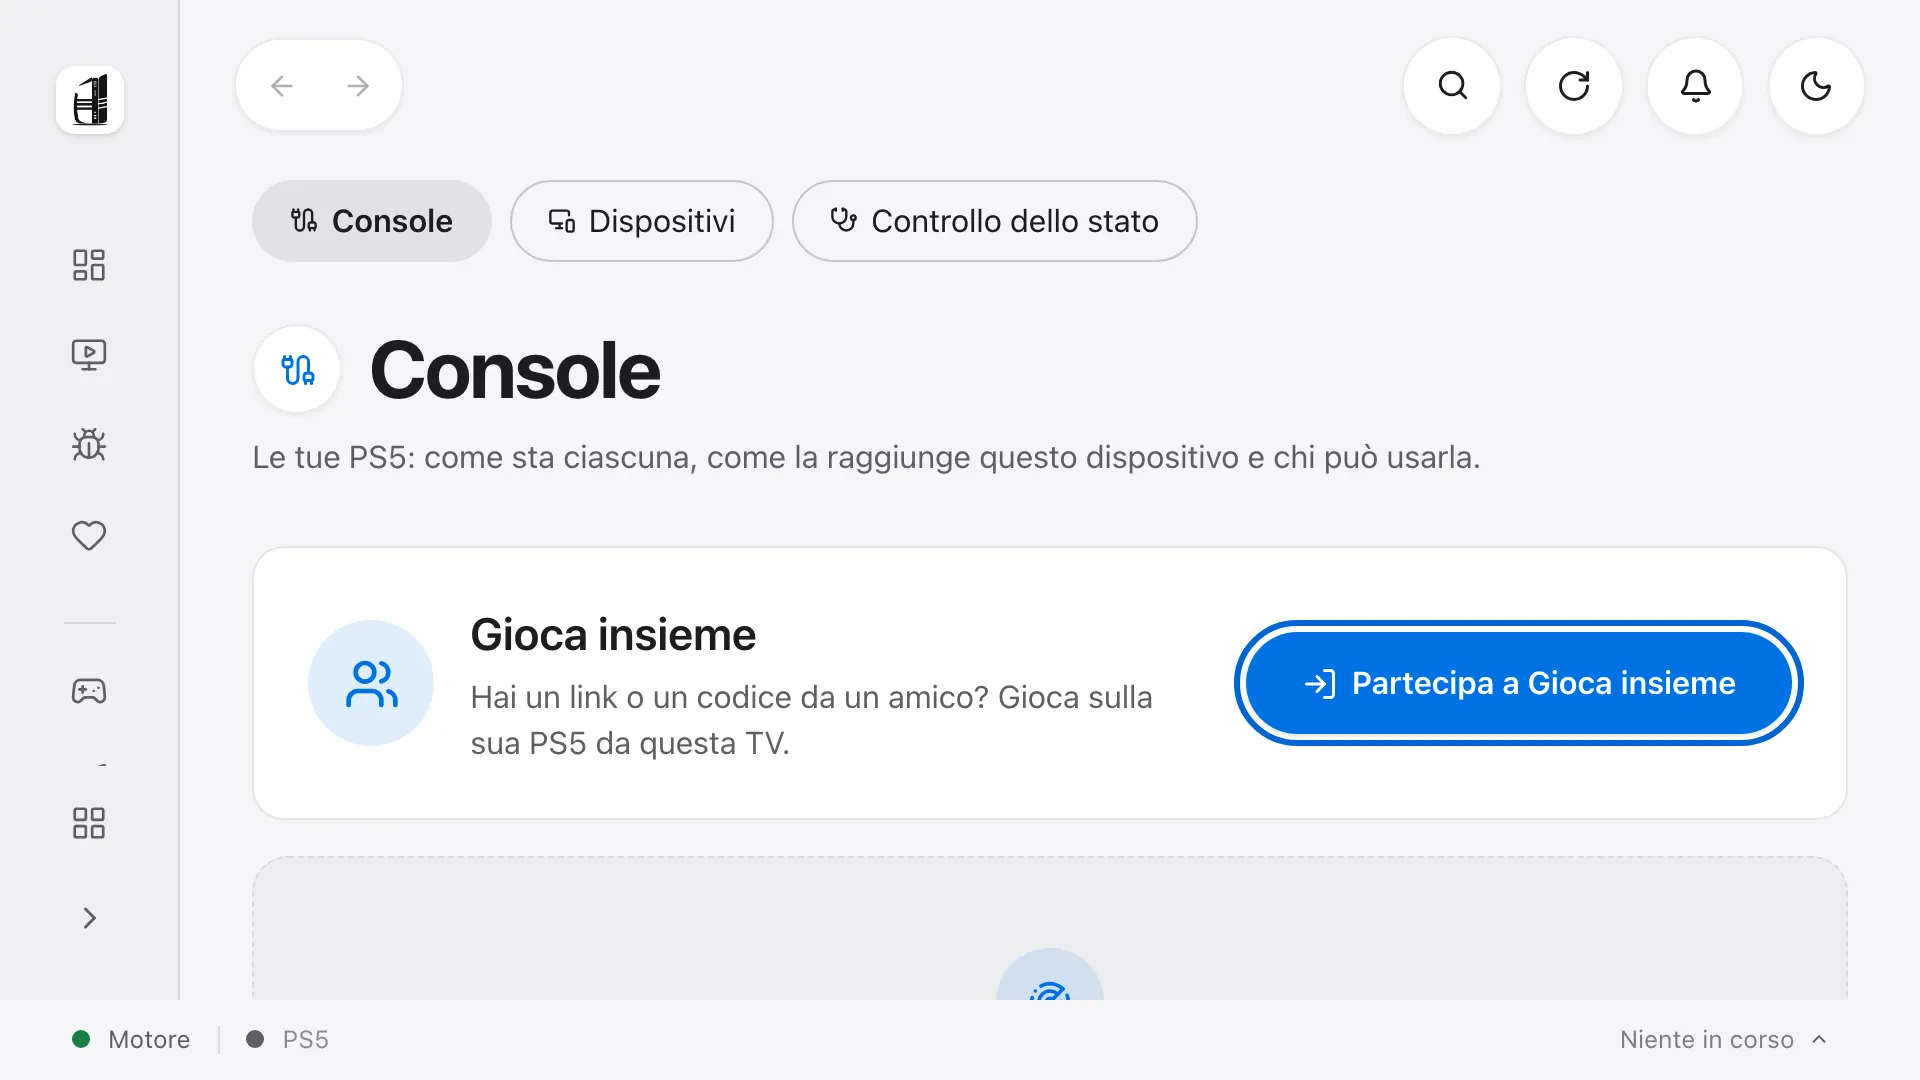 Console
Dispositivi
Controllo dello stato
Console
Le tue PS5: come sta ciascuna, come la raggiunge questo dispositivo e chi può usarla.
Gioca insieme
Hai un link o un codice da un amico? Gioca sulla
sua PS5 da questa TV.
Partecipa a Gioca insieme
Motore
PS5
Niente in corso